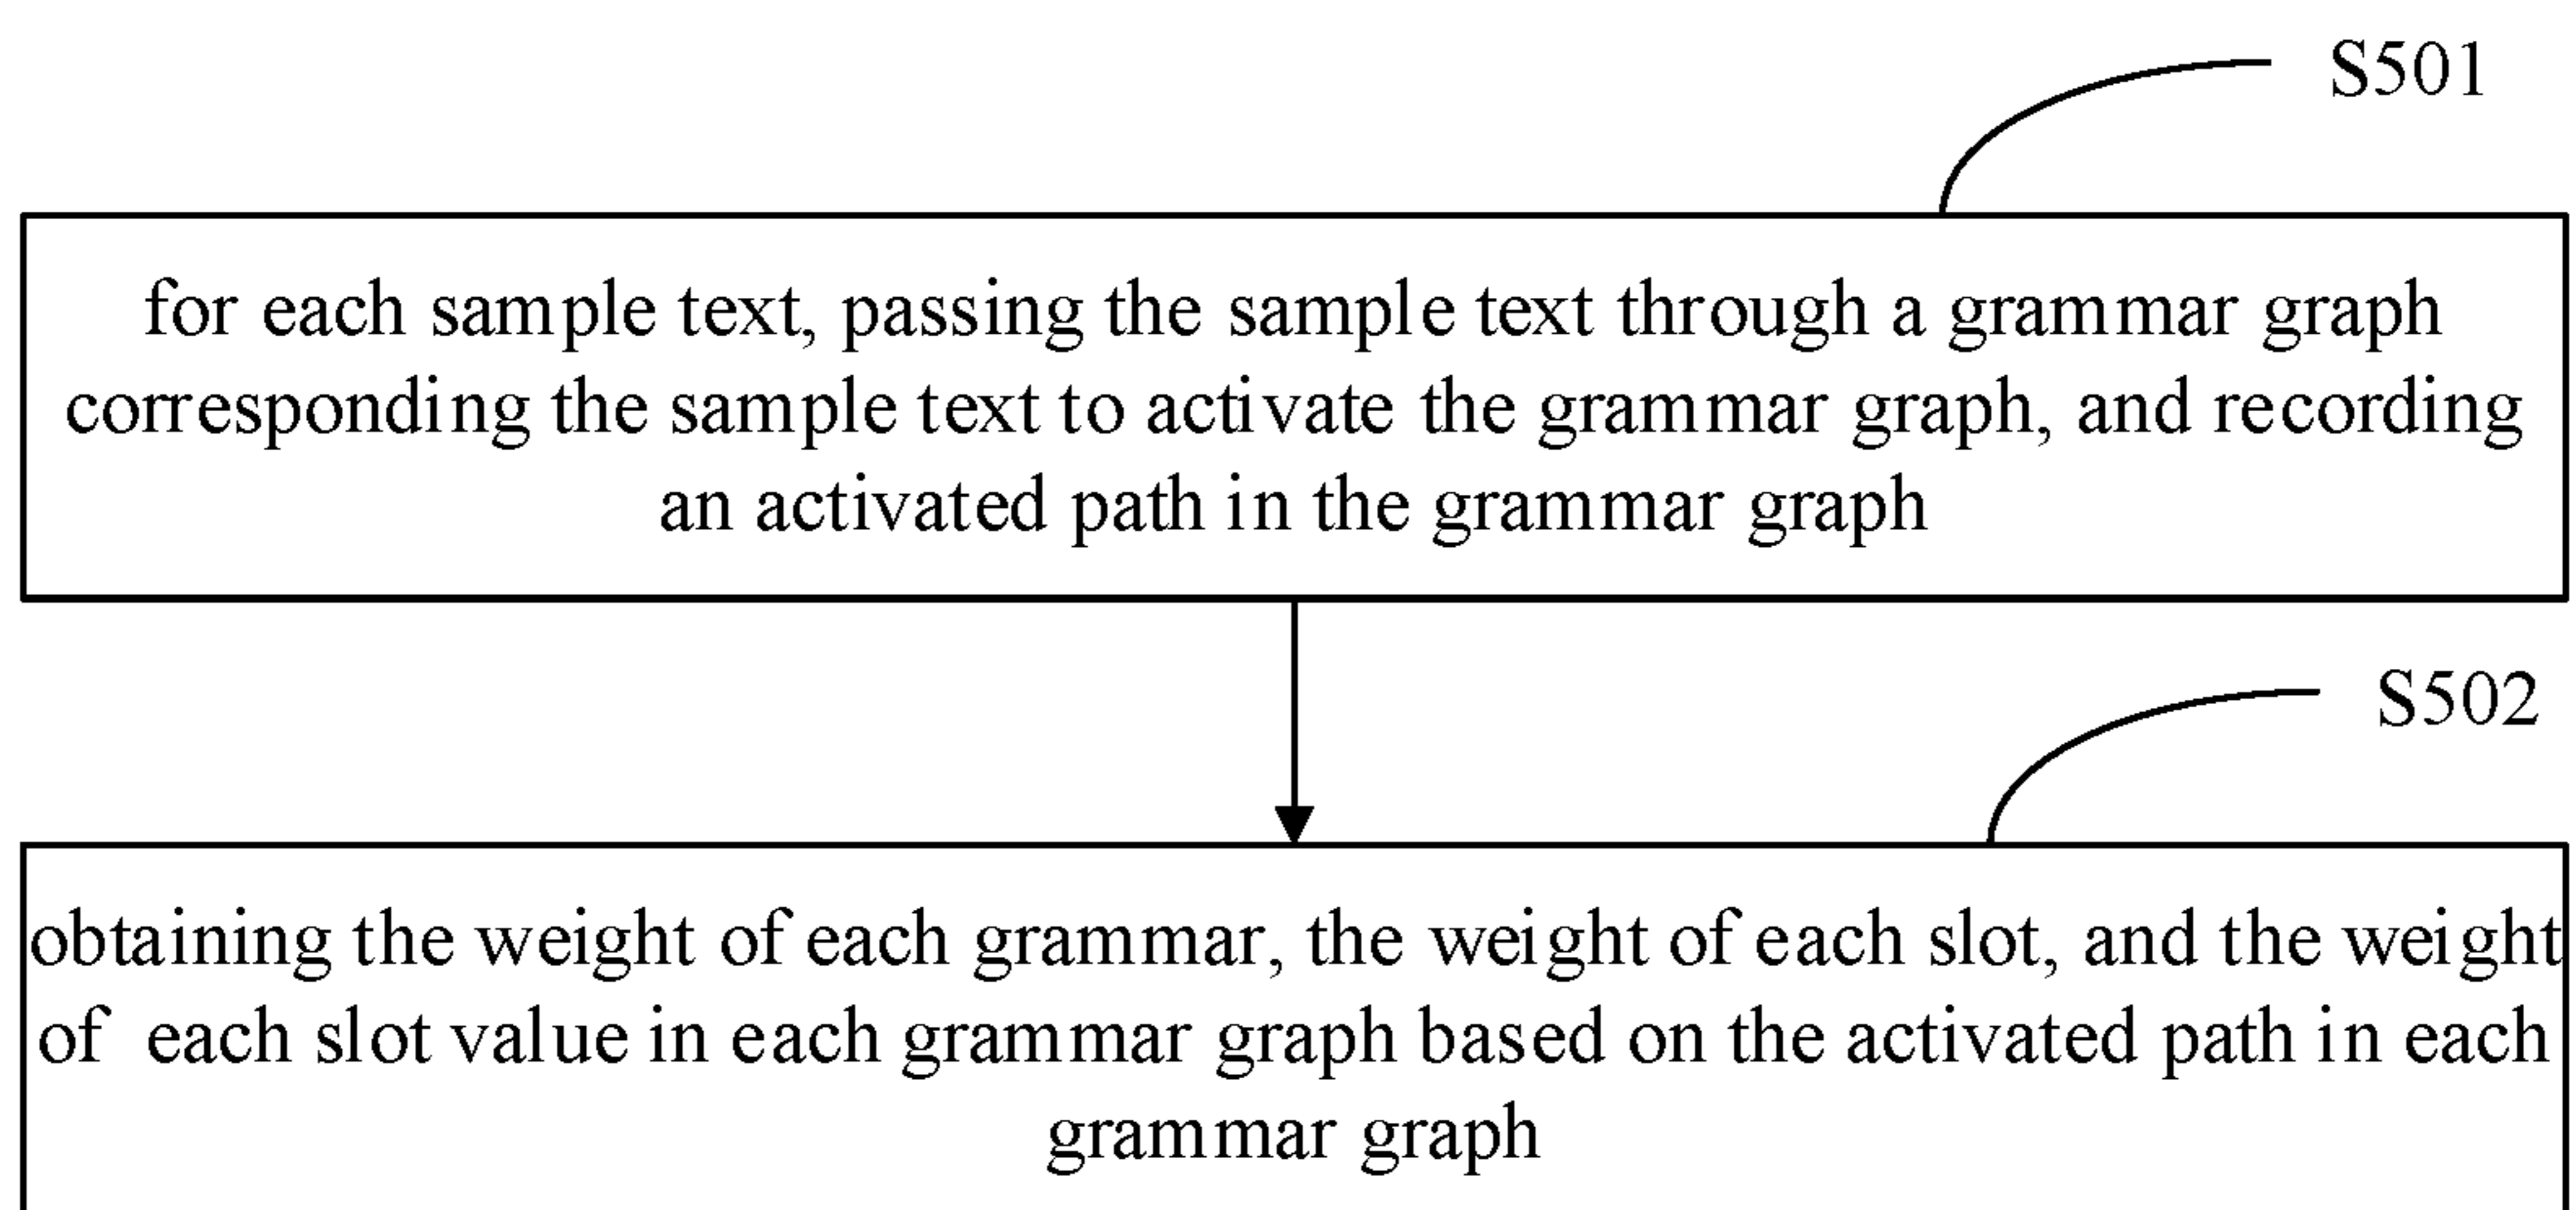 S501
for each sample text, passing the sample text through a grammar graph
corresponding the sample text to activate the grammar graph, and recording
an activated path in the grammar graph
S502
obtaining the weight of each grammar, the weight of each slot, and the weight
of each slot value in each grammar graph based on the activated path in each
grammar graph